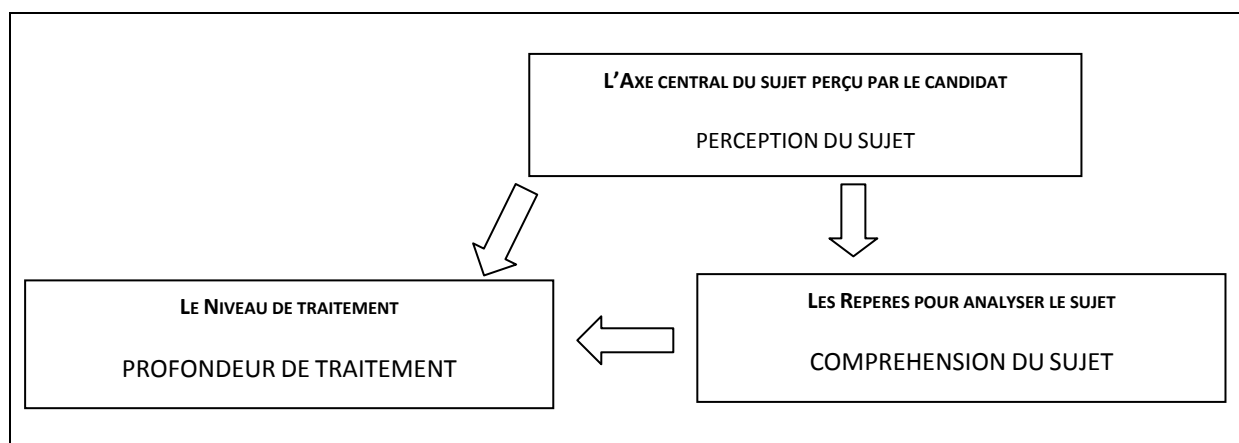 L'AXE CENTRAL DU SUJET PERÇU PAR LE CANDIDAT
PERCEPTION DU SUJET
LE NIVEAU DE TRAITEMENT
PROFONDEUR DE TRAITEMENT
LES REPERES POUR ANALYSER LE SUJET
COMPREHENSION DU SUJET